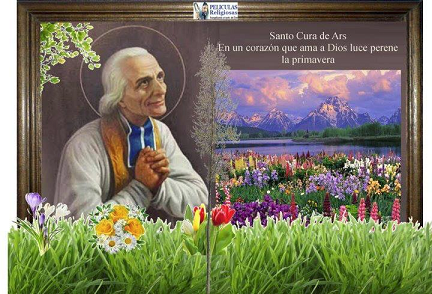 PELICULAS
Religiosas
Santo Cura de Ars
En un corazón que ama a Dios luce perene
la primavera